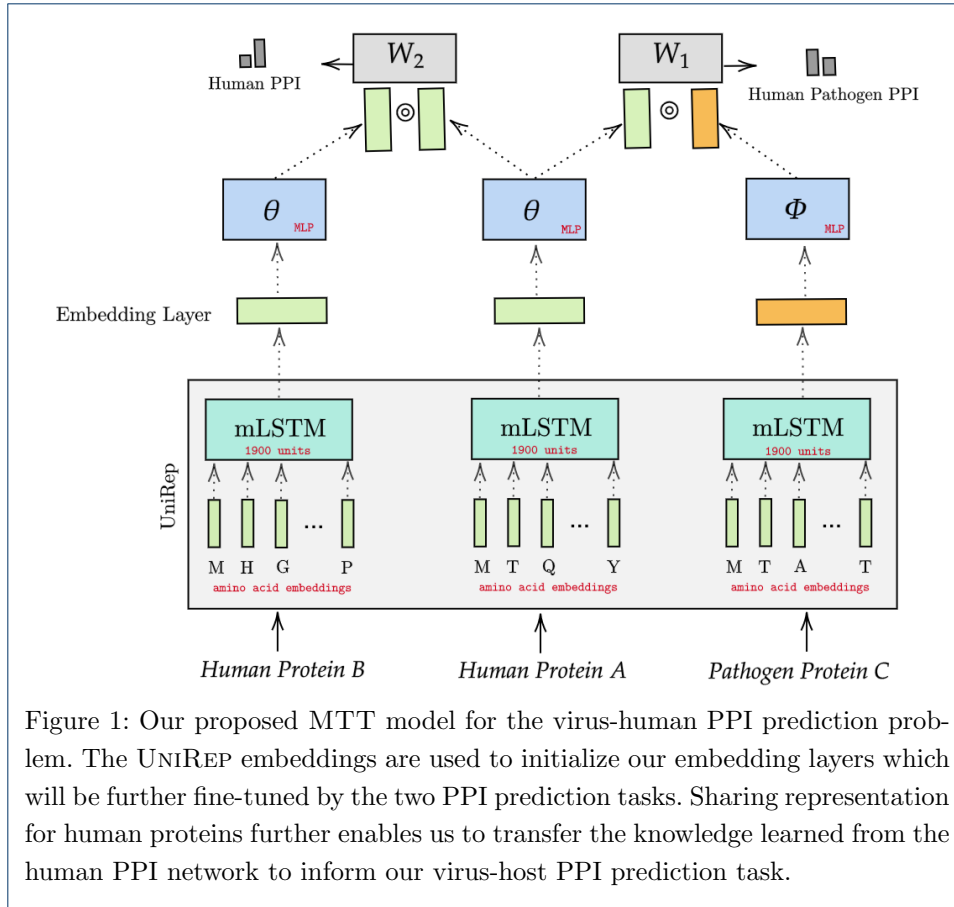 W2
W1
Human PPI
Human Pathogen PPI
θ
MLP
θ
MLP
Φ
MLP
Embedding Layer
UniRep
mLSTM
1900 units
mLSTM
1900 units
mLSTM
1900 units
M H G ... P
M T Q ... Y
M T A ... T
amino acid embeddings
amino acid embeddings
amino acid embeddings
Human Protein B
Human Protein A
Pathogen Protein C
Figure 1: Our proposed MTT model for the virus-human PPI prediction prob-
lem. The UNIREP embeddings are used to initialize our embedding layers which
will be further fine-tuned by the two PPI prediction tasks. Sharing representation
for human proteins further enables us to transfer the knowledge learned from the
human PPI network to inform our virus-host PPI prediction task.